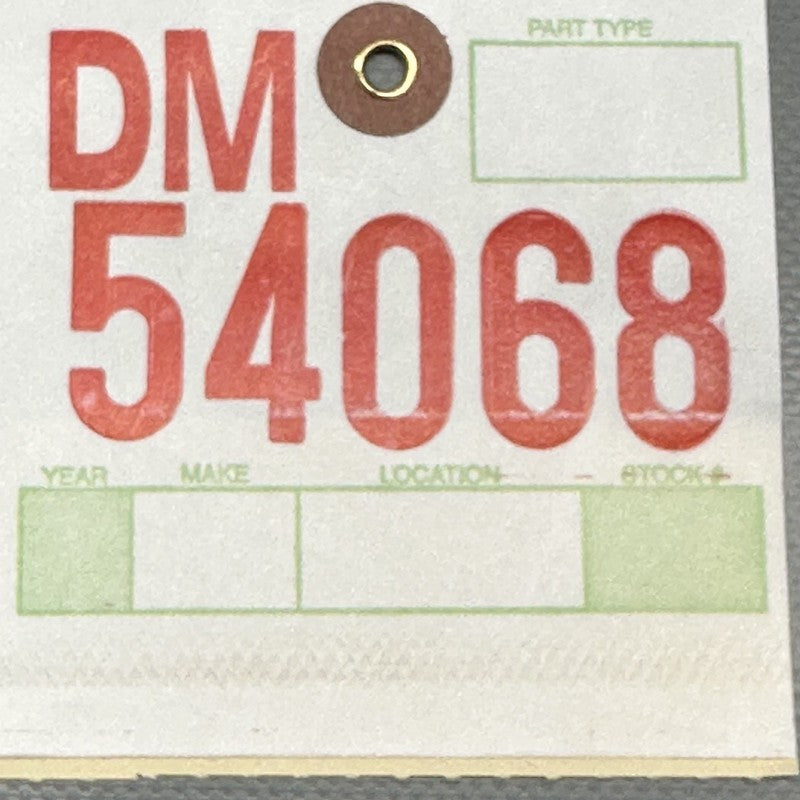 PART TYPE
DM
54068
YEAR MAKE LOCATION STOCK #